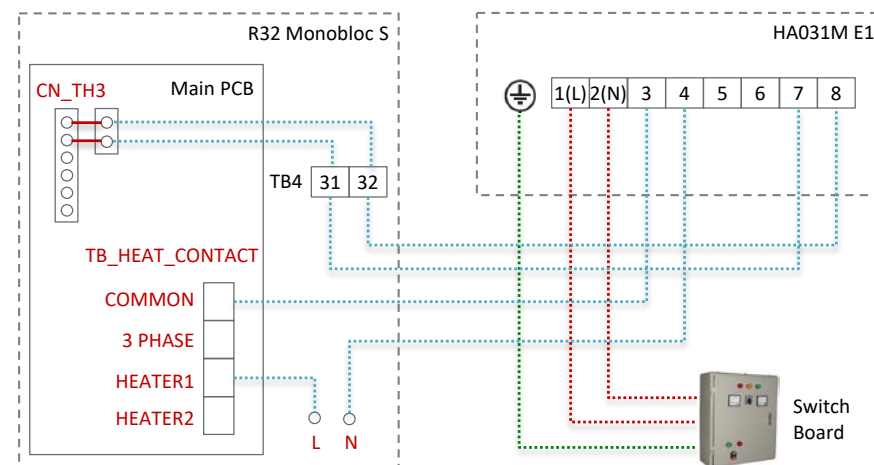 R32 Monobloc S
HA031M E1
CN_TH3
Main PCB
1(L) 2(N) 3 4 5 6 7 8
TB4 31 32
TB_HEAT_CONTACT
COMMON
3 PHASE
HEATER1
HEATER2
L N
Switch
Board